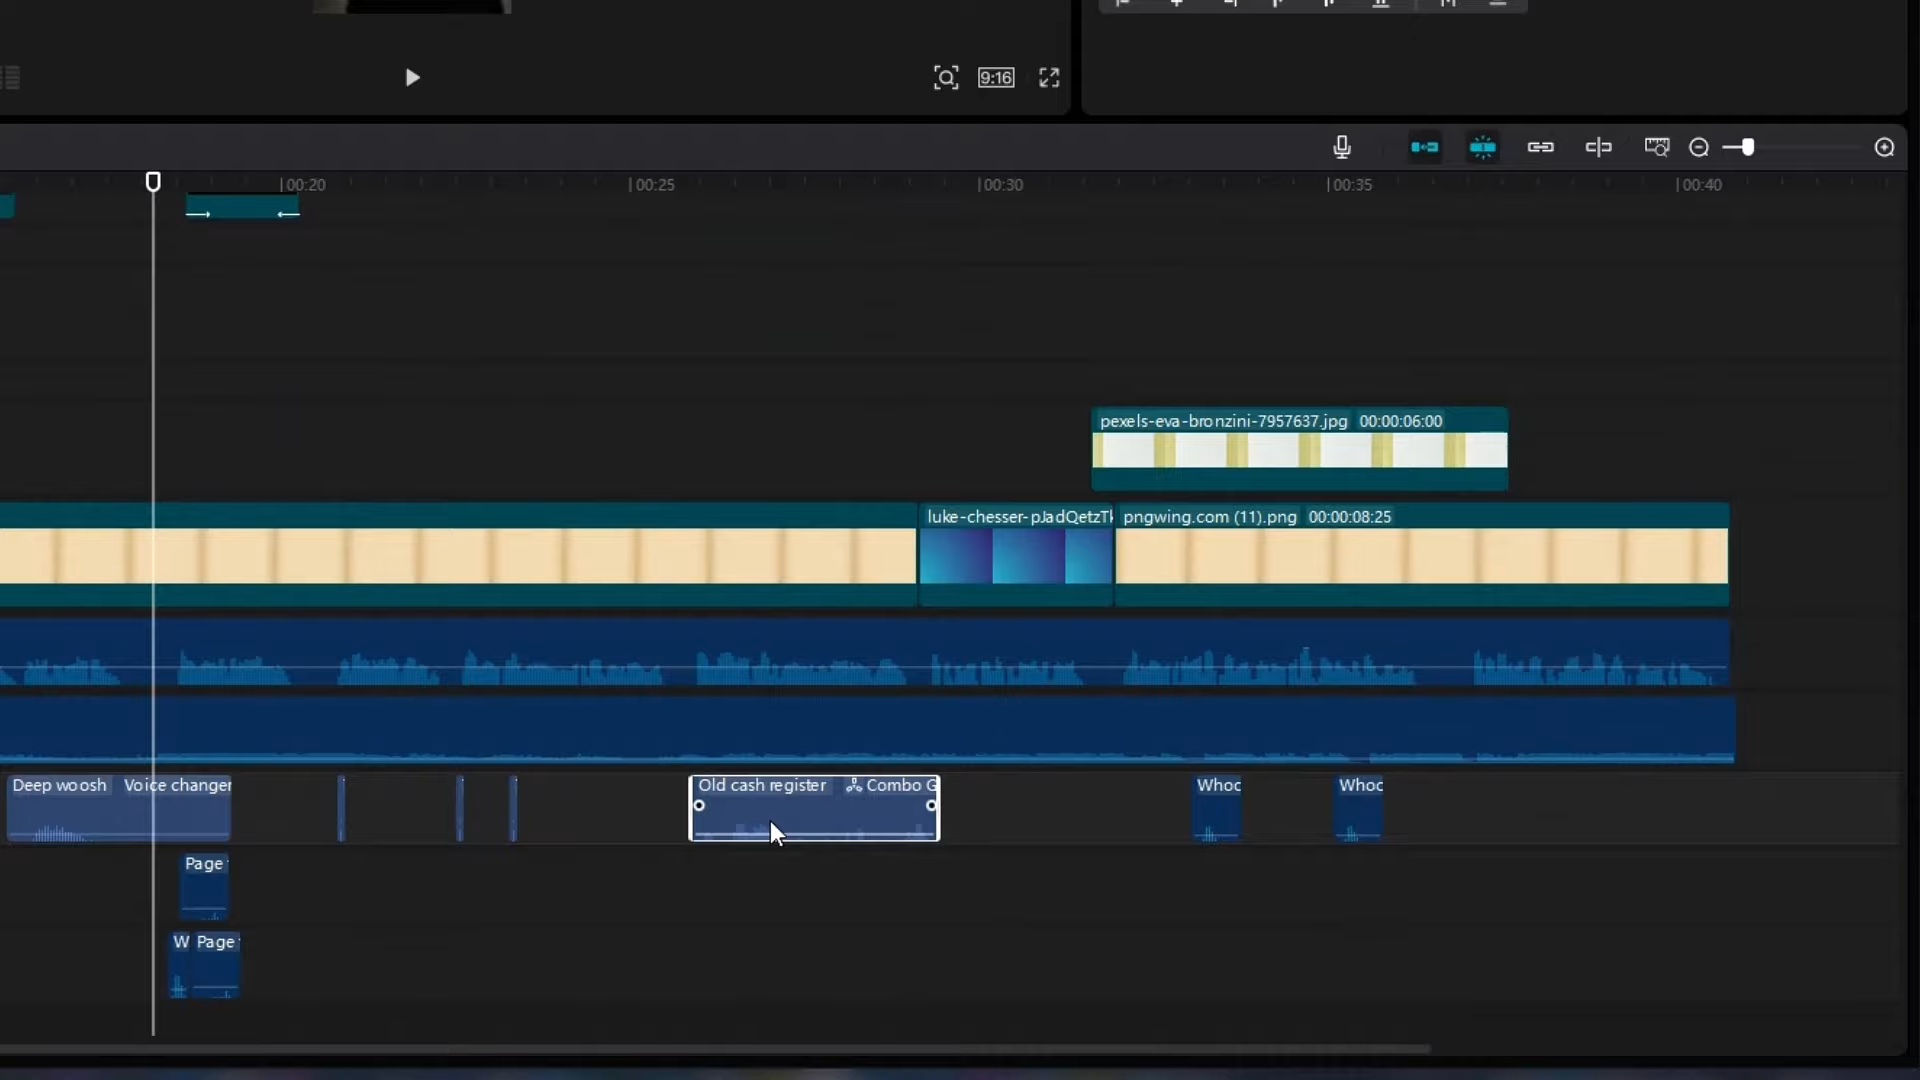 9:16
00:20 00:25 00:30 00:35 00:40
pexels-eva-bronzini-7957637.jpg 00:00:06:00
luke-chesser-pJadQetzTk pngwing.com (11).png 00:00:08:25
Deep woosh Voice changer Old cash register Combo G Whoo Whoo
Page
W Page